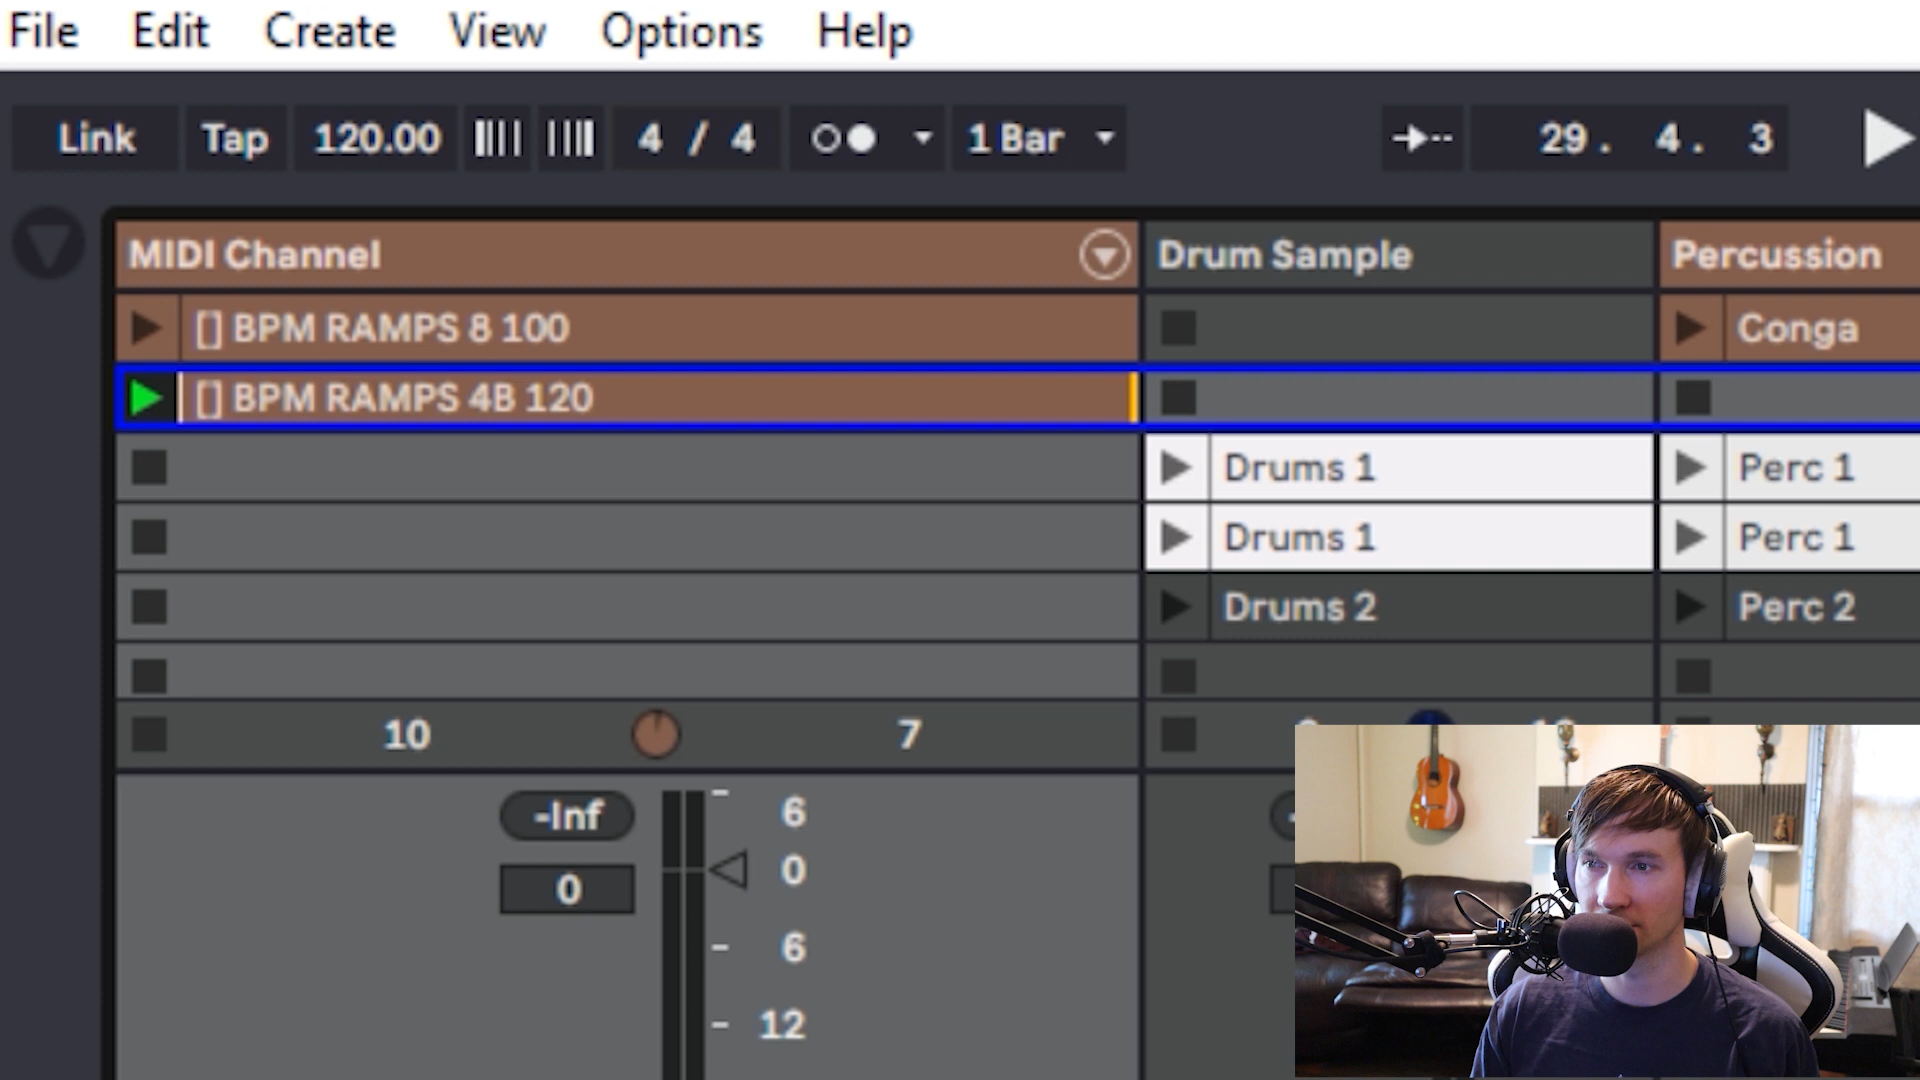 File Edit Create View Options Help
Link Tap 120.00 4 / 4 1 Bar 29. 4. 3
MIDI Channel Drum Sample Percussion
[] BPM RAMPS 8 100 Conga
[] BPM RAMPS 4B 120
Drums 1 Perc 1
Drums 1 Perc 1
Drums 2 Perc 2
10 7
-Inf 6
0 0
6
12